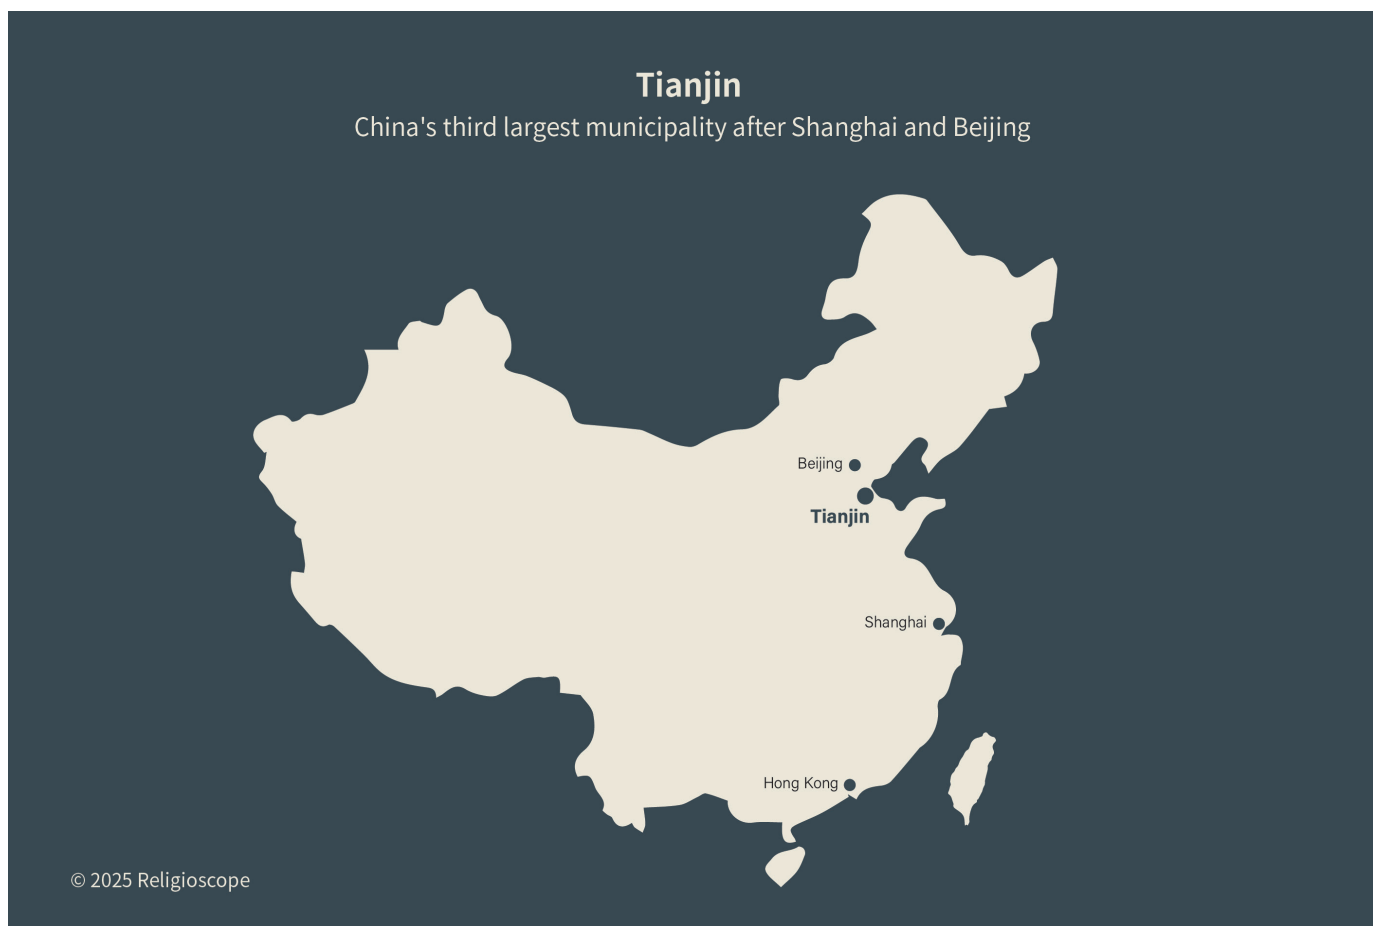 Tianjin
China's third largest municipality after Shanghai and Beijing
Beijing
Tianjin
Shanghai
Hong Kong
© 2025 Religioscope